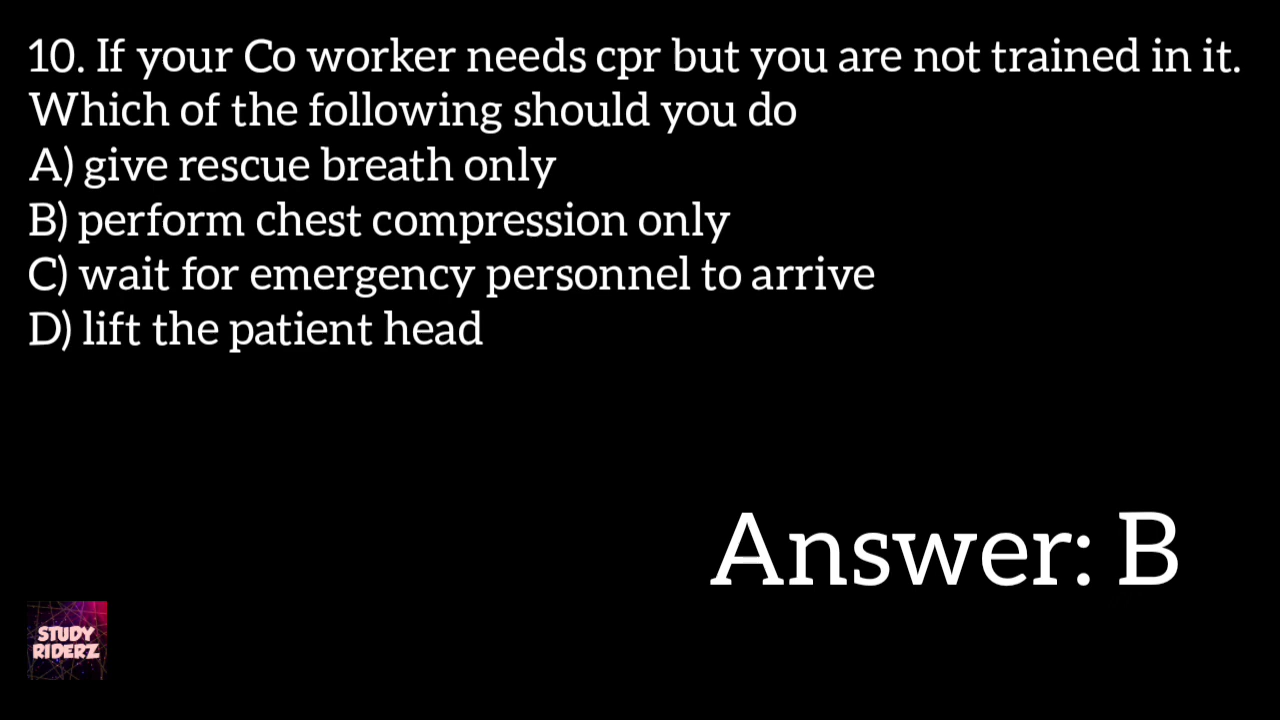 10. If your Co worker needs cpr but you are not trained in it.
Which of the following should you do
A) give rescue breath only
B) perform chest compression only
C) wait for emergency personnel to arrive
D) lift the patient head
Answer: B
STUDY
RIDERZ